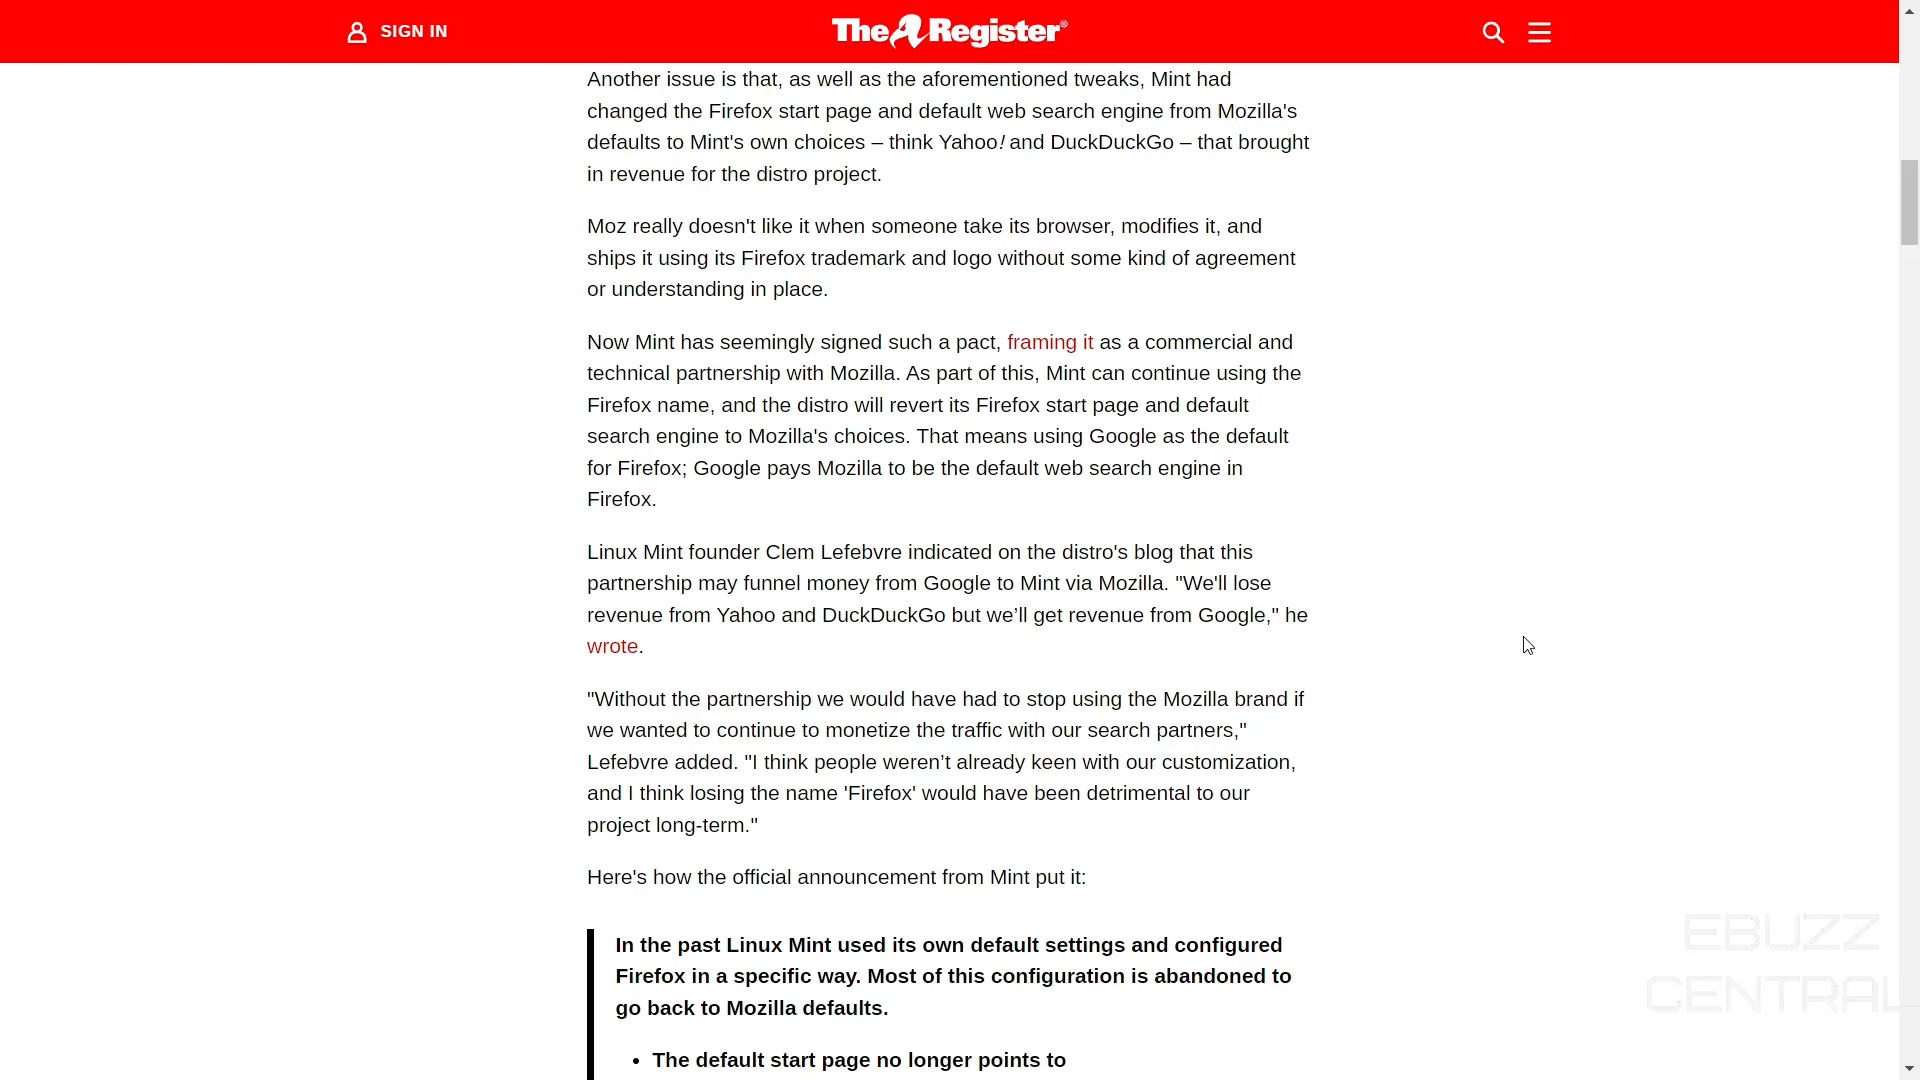 SIGN IN
The Register®
Another issue is that, as well as the aforementioned tweaks, Mint had
changed the Firefox start page and default web search engine from Mozilla's
defaults to Mint's own choices – think Yahoo! and DuckDuckGo – that brought
in revenue for the distro project.
Moz really doesn't like it when someone take its browser, modifies it, and
ships it using its Firefox trademark and logo without some kind of agreement
or understanding in place.
Now Mint has seemingly signed such a pact, framing it as a commercial and
technical partnership with Mozilla. As part of this, Mint can continue using the
Firefox name, and the distro will revert its Firefox start page and default
search engine to Mozilla's choices. That means using Google as the default
for Firefox; Google pays Mozilla to be the default web search engine in
Firefox.
Linux Mint founder Clem Lefebvre indicated on the distro's blog that this
partnership may funnel money from Google to Mint via Mozilla. "We'll lose
revenue from Yahoo and DuckDuckGo but we’ll get revenue from Google," he
wrote.
"Without the partnership we would have had to stop using the Mozilla brand if
we wanted to continue to monetize the traffic with our search partners,"
Lefebvre added. "I think people weren’t already keen with our customization,
and I think losing the name 'Firefox' would have been detrimental to our
project long-term."
Here's how the official announcement from Mint put it:
In the past Linux Mint used its own default settings and configured
Firefox in a specific way. Most of this configuration is abandoned to
go back to Mozilla defaults.
• The default start page no longer points to
EBUZZ
CENTRAL